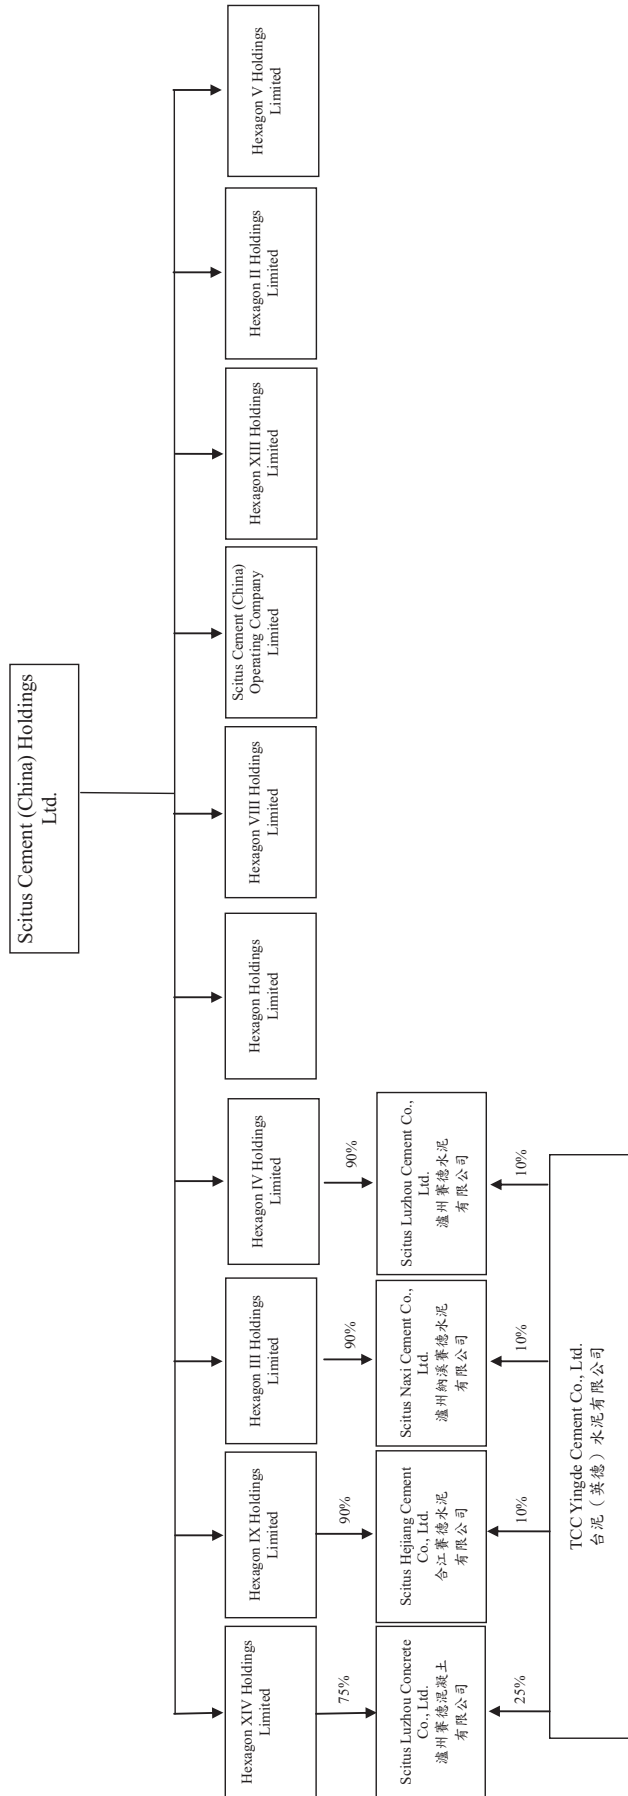 Scitus Cement (China) Holdings
Ltd.
Hexagon XIV Holdings
Limited
Hexagon IX Holdings
Limited
Hexagon III Holdings
Limited
Hexagon IV Holdings
Limited
Hexagon Holdings
Limited
Hexagon VIII Holdings
Limited
Scitus Cement (China)
Operating Company
Limited
Hexagon XIII Holdings
Limited
Hexagon II Holdings
Limited
Hexagon V Holdings
Limited
75%
90%
90%
90%
Scitus Luzhou Concrete
Co., Ltd.
瀘州賽德混凝土
有限公司
Scitus Hejiang Cement
Co., Ltd.
合江賽德水泥
有限公司
Scitus Naxi Cement Co.,
Ltd.
瀘州納溪賽德水泥
有限公司
Scitus Luzhou Cement Co.,
Ltd.
瀘州賽德水泥
有限公司
25%
10%
10%
10%
TCC Yingde Cement Co., Ltd.
台泥（英德）水泥有限公司